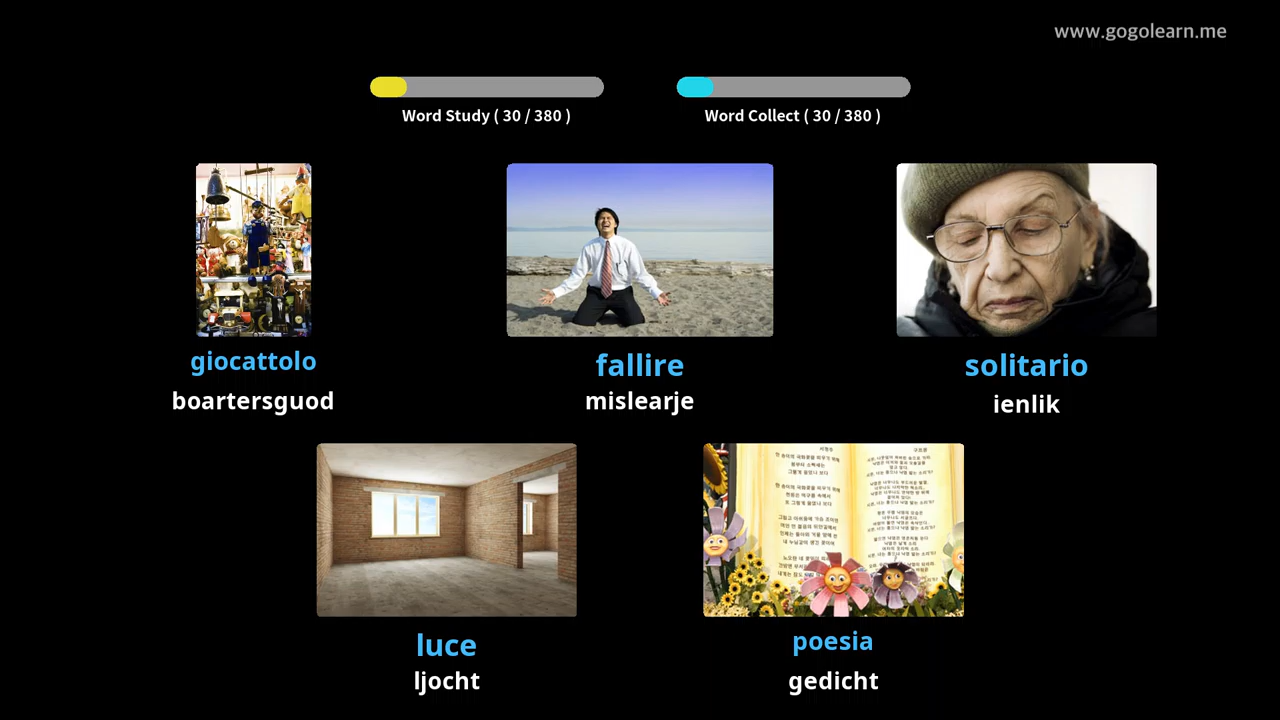 www.gogolearn.me
Word Study ( 30 / 380 )
Word Collect ( 30 / 380 )
giocattolo
boartersguod
fallire
mislearje
solitario
ienlik
luce
ljocht
poesia
gedicht